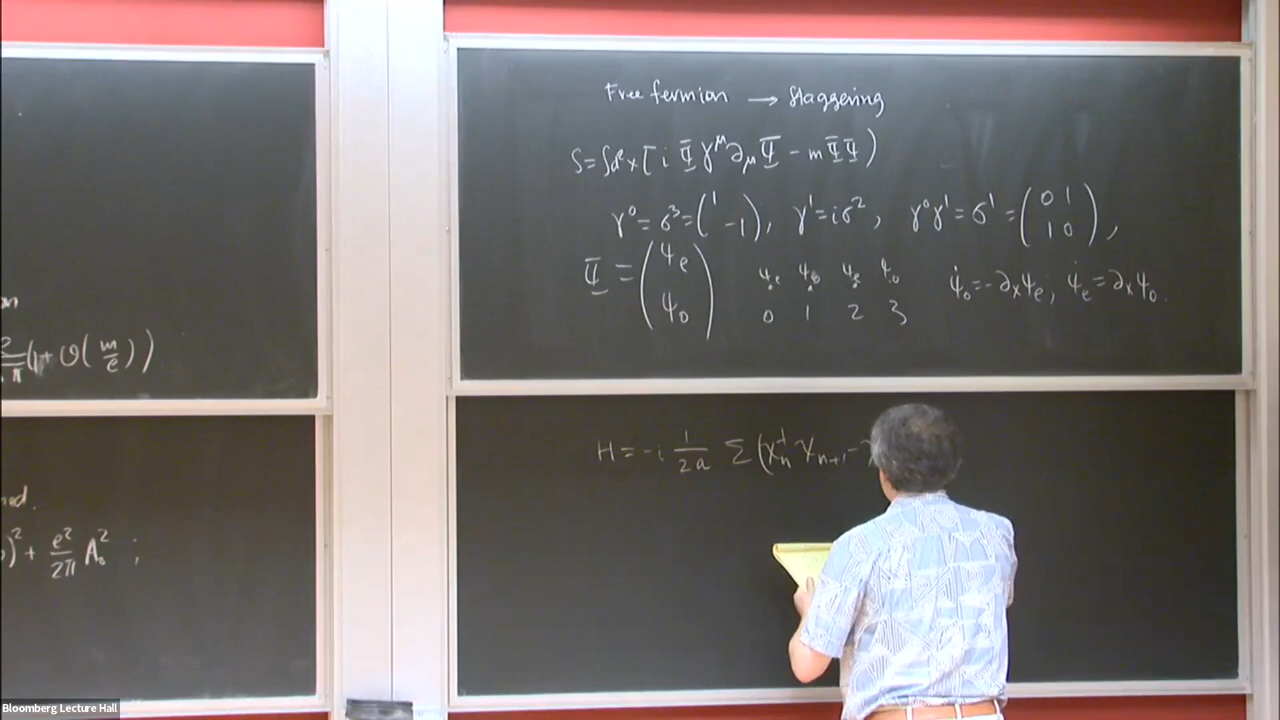 Free fermion → Staggering
S = ∫d²x [ i Ψ̄ γ^μ ∂_μ Ψ - m Ψ̄Ψ )
γ⁰ = σ³ = ( 1 -1 ), γ¹ = iσ², γ⁰γ¹ = σ¹ = ( 0 1 1 0 ),
Ψ = ( ψ_e ψ_o ) ψ_e ψ_o ψ_e ψ_o ψ̇_o = -∂_x ψ_e, ψ̇_e = ∂_x ψ_o.
0 1 2 3
π (1 + O(m/e))
H = -i 1/2a Σ (χ_n^† χ_{n+1} -
)² + e²/2π A₀² ;
Bloomberg Lecture Hall